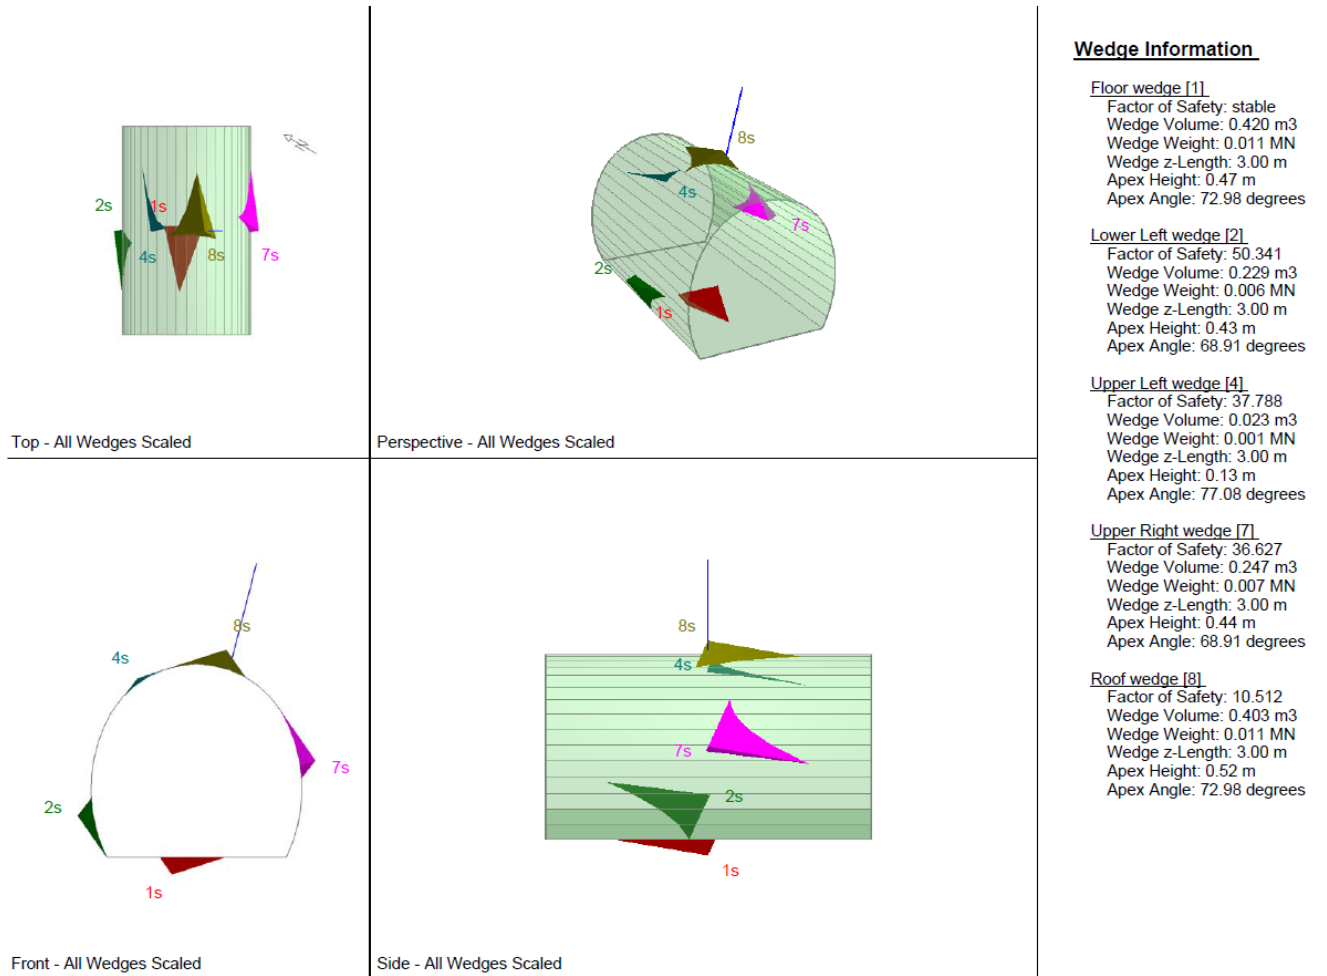 2s
1s
4s
8s
7s
Top - All Wedges Scaled
8s
4s
7s
2s
1s
Perspective - All Wedges Scaled
8s
4s
7s
2s
1s
Front - All Wedges Scaled
8s
4s
7s
2s
1s
Side - All Wedges Scaled
Wedge Information
Floor wedge [1]
Factor of Safety: stable
Wedge Volume: 0.420 m3
Wedge Weight: 0.011 MN
Wedge z-Length: 3.00 m
Apex Height: 0.47 m
Apex Angle: 72.98 degrees
Lower Left wedge [2]
Factor of Safety: 50.341
Wedge Volume: 0.229 m3
Wedge Weight: 0.006 MN
Wedge z-Length: 3.00 m
Apex Height: 0.43 m
Apex Angle: 68.91 degrees
Upper Left wedge [4]
Factor of Safety: 37.788
Wedge Volume: 0.023 m3
Wedge Weight: 0.001 MN
Wedge z-Length: 3.00 m
Apex Height: 0.13 m
Apex Angle: 77.08 degrees
Upper Right wedge [7]
Factor of Safety: 36.627
Wedge Volume: 0.247 m3
Wedge Weight: 0.007 MN
Wedge z-Length: 3.00 m
Apex Height: 0.44 m
Apex Angle: 68.91 degrees
Roof wedge [8]
Factor of Safety: 10.512
Wedge Volume: 0.403 m3
Wedge Weight: 0.011 MN
Wedge z-Length: 3.00 m
Apex Height: 0.52 m
Apex Angle: 72.98 degrees